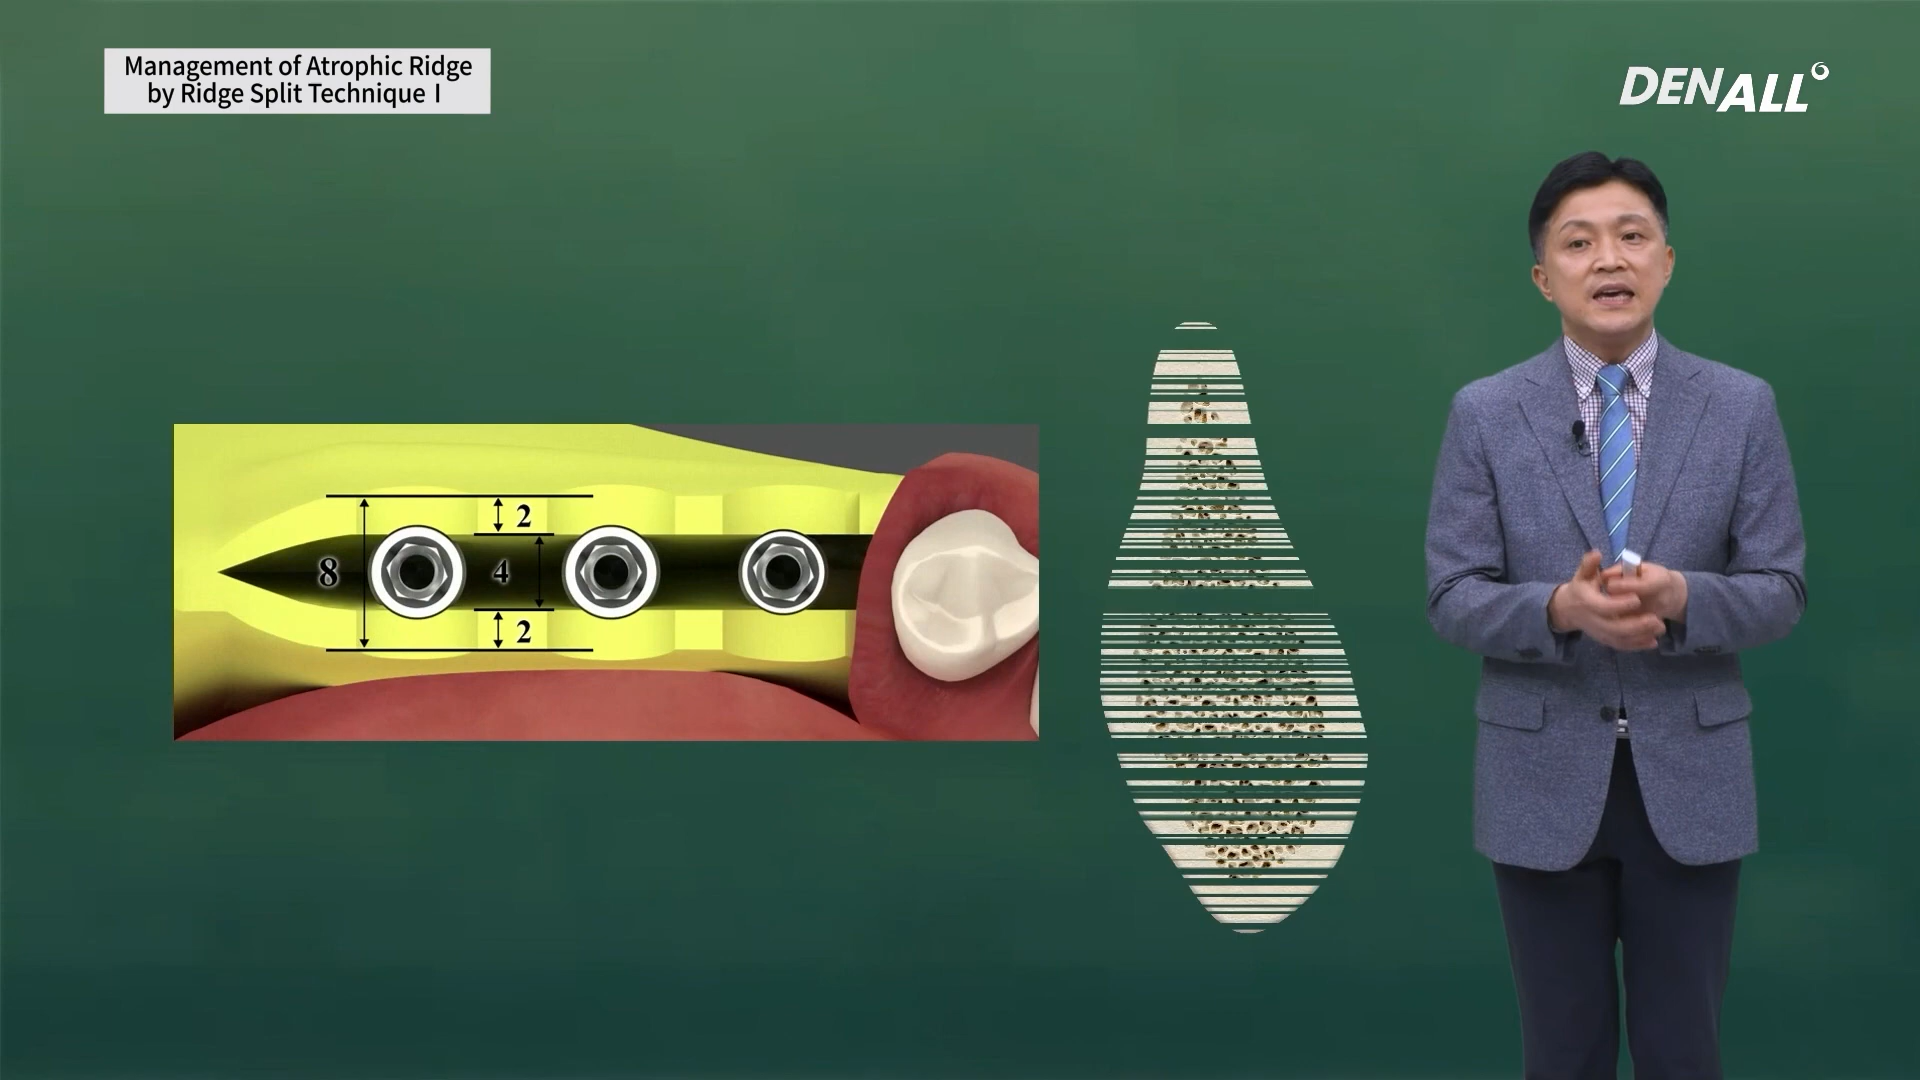 Management of Atrophic Ridge
by Ridge Split Technique I
DENALL
2
8
4
2